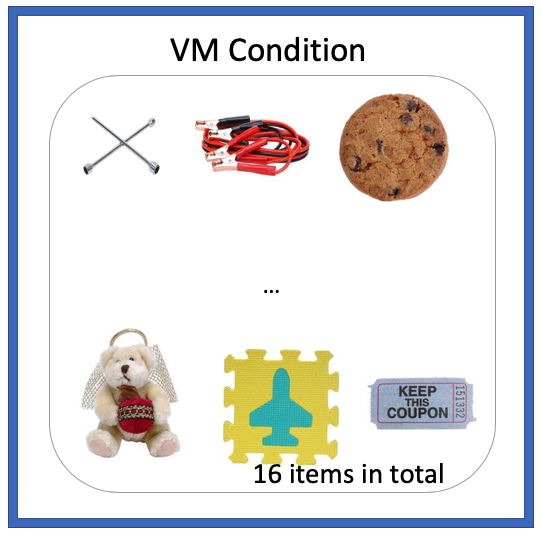 VM Condition
...
KEEP
THIS
COUPON
151332
16 items in total